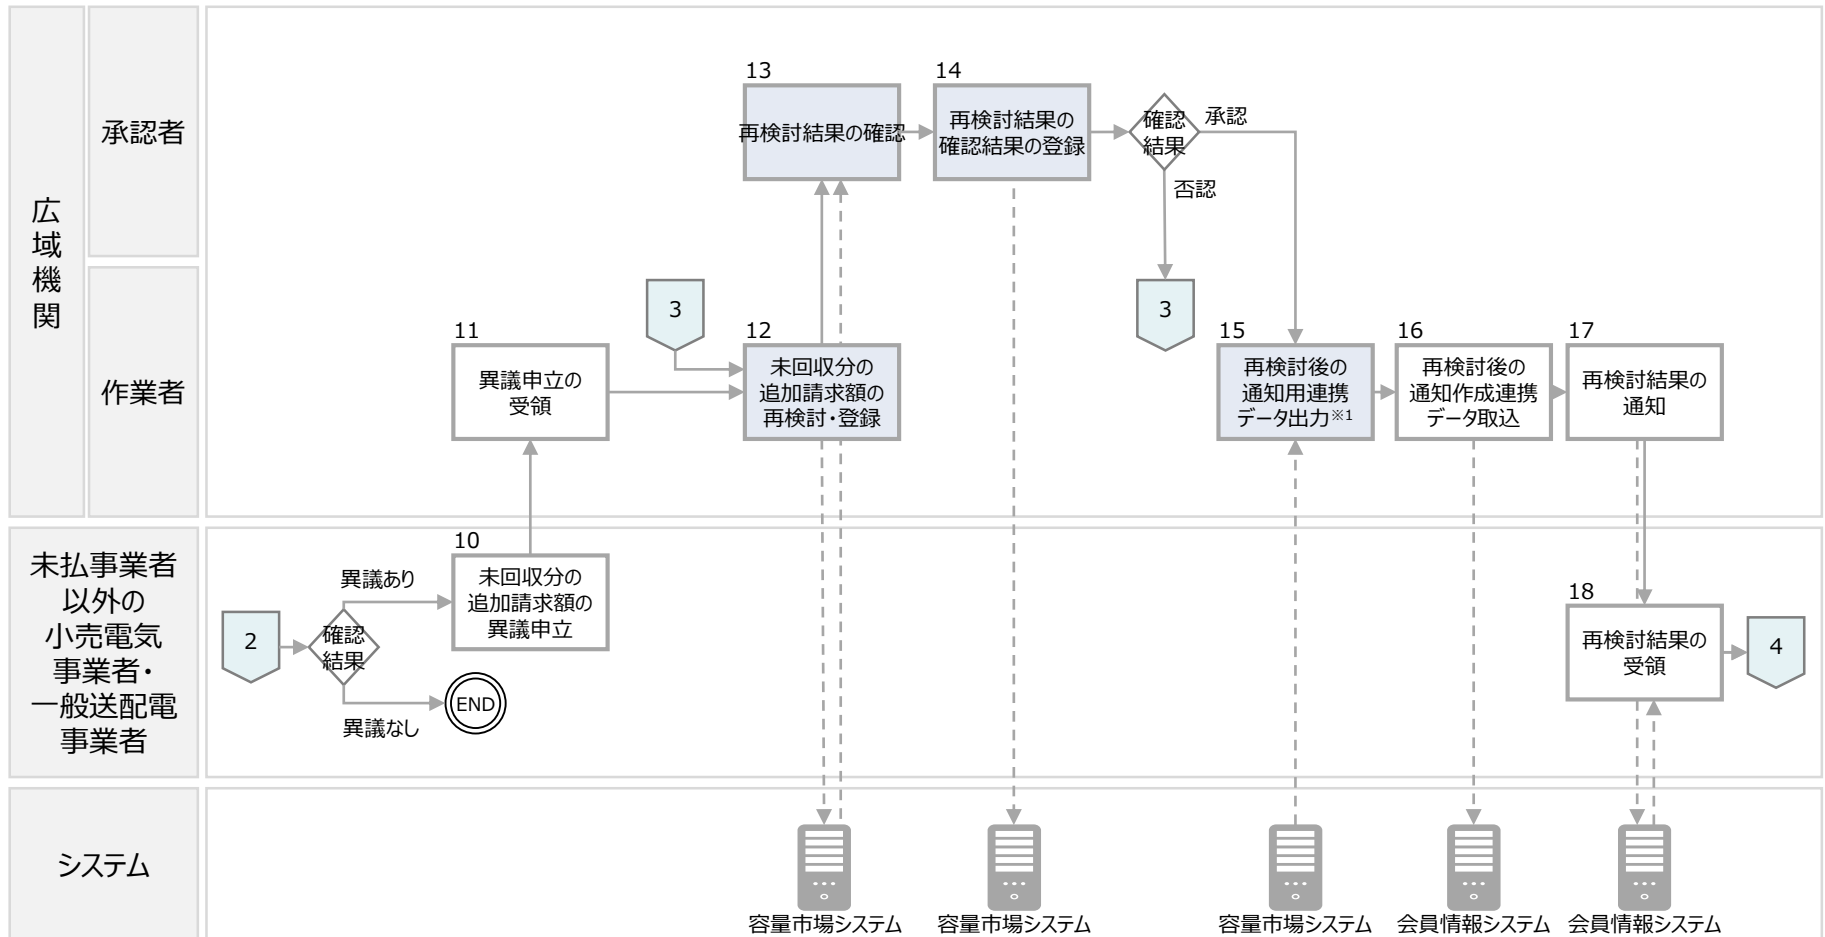 広
域
機
関
承認者
13
再検討結果の確認
14
再検討結果の
確認結果の登録
確認
結果
承認
否認
作業者
11
異議申立の
受領
3
12
未回収分の
追加請求額の
再検討・登録
3
15
再検討後の
通知用連携
データ出力※1
16
再検討後の
通知作成連携
データ取込
17
再検討結果の
通知
未払事業者
以外の
小売電気
事業者・
一般送配電
事業者
2
確認
結果
異議あり
異議なし
10
未回収分の
追加請求額の
異議申立
END
18
再検討結果の
受領
4
システム
容量市場システム
容量市場システム
容量市場システム
会員情報システム
会員情報システム